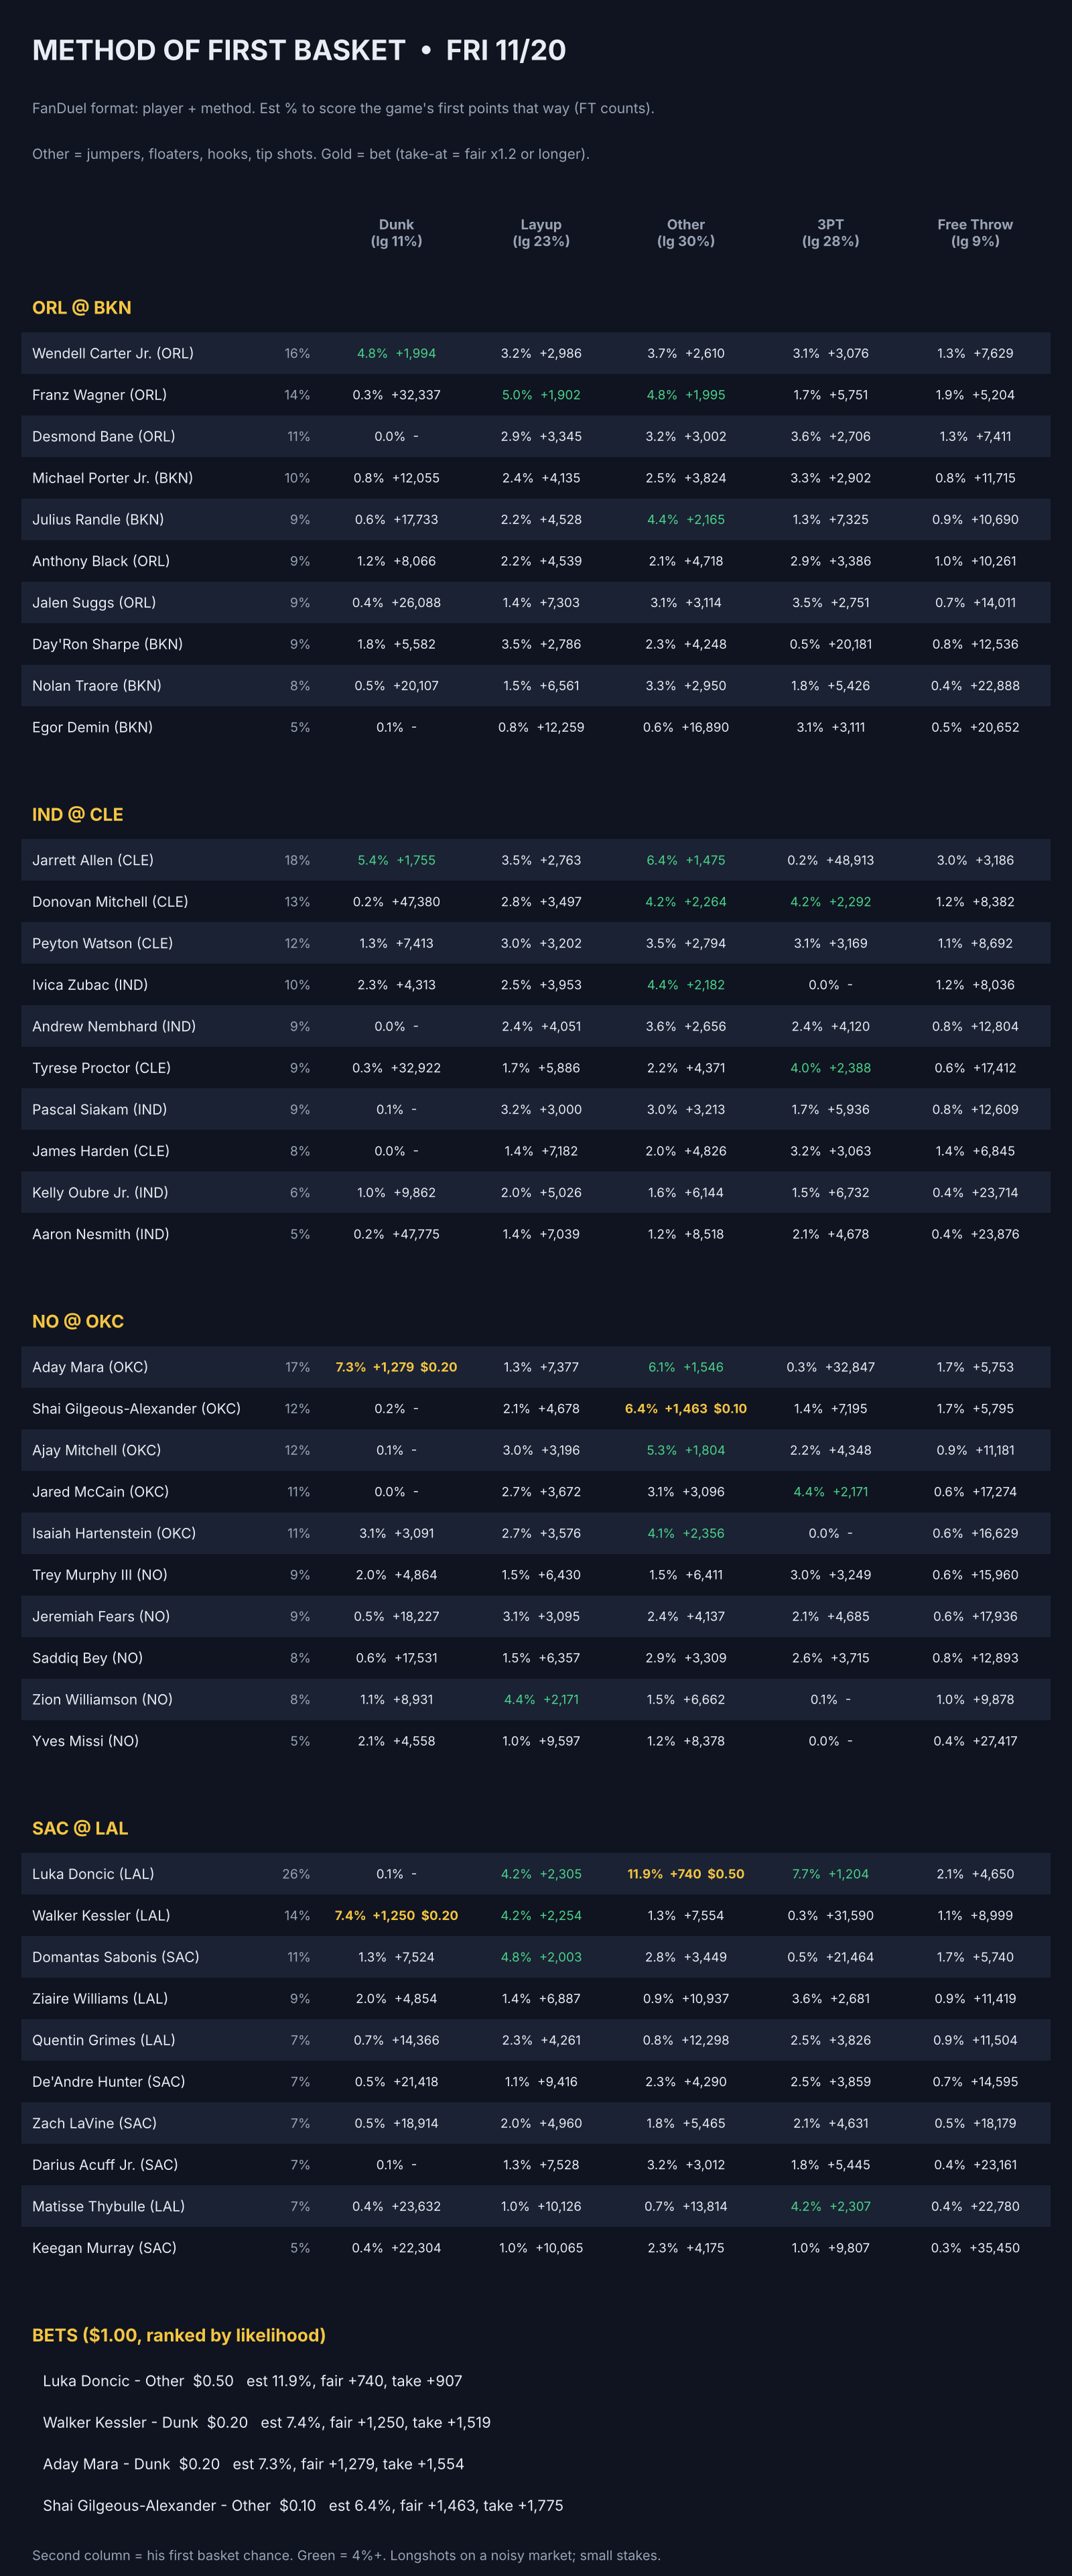 METHOD OF FIRST BASKET • FRI 11/20
FanDuel format: player + method. Est % to score the game's first points that way (FT counts).
Other = jumpers, floaters, hooks, tip shots. Gold = bet (take-at = fair x1.2 or longer).
Dunk Layup Other 3PT Free Throw
(lg 11%) (lg 23%) (lg 30%) (lg 28%) (lg 9%)
ORL @ BKN
Wendell Carter Jr. (ORL) 16% 4.8% +1,994 3.2% +2,986 3.7% +2,610 3.1% +3,076 1.3% +7,629
Franz Wagner (ORL) 14% 0.3% +32,337 5.0% +1,902 4.8% +1,995 1.7% +5,751 1.9% +5,204
Desmond Bane (ORL) 11% 0.0% - 2.9% +3,345 3.2% +3,002 3.6% +2,706 1.3% +7,411
Michael Porter Jr. (BKN) 10% 0.8% +12,055 2.4% +4,135 2.5% +3,824 3.3% +2,902 0.8% +11,715
Julius Randle (BKN) 9% 0.6% +17,733 2.2% +4,528 4.4% +2,165 1.3% +7,325 0.9% +10,690
Anthony Black (ORL) 9% 1.2% +8,066 2.2% +4,539 2.1% +4,718 2.9% +3,386 1.0% +10,261
Jalen Suggs (ORL) 9% 0.4% +26,088 1.4% +7,303 3.1% +3,114 3.5% +2,751 0.7% +14,011
Day'Ron Sharpe (BKN) 9% 1.8% +5,582 3.5% +2,786 2.3% +4,248 0.5% +20,181 0.8% +12,536
Nolan Traore (BKN) 8% 0.5% +20,107 1.5% +6,561 3.3% +2,950 1.8% +5,426 0.4% +22,888
Egor Demin (BKN) 5% 0.1% - 0.8% +12,259 0.6% +16,890 3.1% +3,111 0.5% +20,652
IND @ CLE
Jarrett Allen (CLE) 18% 5.4% +1,755 3.5% +2,763 6.4% +1,475 0.2% +48,913 3.0% +3,186
Donovan Mitchell (CLE) 13% 0.2% +47,380 2.8% +3,497 4.2% +2,264 4.2% +2,292 1.2% +8,382
Peyton Watson (CLE) 12% 1.3% +7,413 3.0% +3,202 3.5% +2,794 3.1% +3,169 1.1% +8,692
Ivica Zubac (IND) 10% 2.3% +4,313 2.5% +3,953 4.4% +2,182 0.0% - 1.2% +8,036
Andrew Nembhard (IND) 9% 0.0% - 2.4% +4,051 3.6% +2,656 2.4% +4,120 0.8% +12,804
Tyrese Proctor (CLE) 9% 0.3% +32,922 1.7% +5,886 2.2% +4,371 4.0% +2,388 0.6% +17,412
Pascal Siakam (IND) 9% 0.1% - 3.2% +3,000 3.0% +3,213 1.7% +5,936 0.8% +12,609
James Harden (CLE) 8% 0.0% - 1.4% +7,182 2.0% +4,826 3.2% +3,063 1.4% +6,845
Kelly Oubre Jr. (IND) 6% 1.0% +9,862 2.0% +5,026 1.6% +6,144 1.5% +6,732 0.4% +23,714
Aaron Nesmith (IND) 5% 0.2% +47,775 1.4% +7,039 1.2% +8,518 2.1% +4,678 0.4% +23,876
NO @ OKC
Aday Mara (OKC) 17% 7.3% +1,279 $0.20 1.3% +7,377 6.1% +1,546 0.3% +32,847 1.7% +5,753
Shai Gilgeous-Alexander (OKC) 12% 0.2% - 2.1% +4,678 6.4% +1,463 $0.10 1.4% +7,195 1.7% +5,795
Ajay Mitchell (OKC) 12% 0.1% - 3.0% +3,196 5.3% +1,804 2.2% +4,348 0.9% +11,181
Jared McCain (OKC) 11% 0.0% - 2.7% +3,672 3.1% +3,096 4.4% +2,171 0.6% +17,274
Isaiah Hartenstein (OKC) 11% 3.1% +3,091 2.7% +3,576 4.1% +2,356 0.0% - 0.6% +16,629
Trey Murphy III (NO) 9% 2.0% +4,864 1.5% +6,430 1.5% +6,411 3.0% +3,249 0.6% +15,960
Jeremiah Fears (NO) 9% 0.5% +18,227 3.1% +3,095 2.4% +4,137 2.1% +4,685 0.6% +17,936
Saddiq Bey (NO) 8% 0.6% +17,531 1.5% +6,357 2.9% +3,309 2.6% +3,715 0.8% +12,893
Zion Williamson (NO) 8% 1.1% +8,931 4.4% +2,171 1.5% +6,662 0.1% - 1.0% +9,878
Yves Missi (NO) 5% 2.1% +4,558 1.0% +9,597 1.2% +8,378 0.0% - 0.4% +27,417
SAC @ LAL
Luka Doncic (LAL) 26% 0.1% - 4.2% +2,305 11.9% +740 $0.50 7.7% +1,204 2.1% +4,650
Walker Kessler (LAL) 14% 7.4% +1,250 $0.20 4.2% +2,254 1.3% +7,554 0.3% +31,590 1.1% +8,999
Domantas Sabonis (SAC) 11% 1.3% +7,524 4.8% +2,003 2.8% +3,449 0.5% +21,464 1.7% +5,740
Ziaire Williams (LAL) 9% 2.0% +4,854 1.4% +6,887 0.9% +10,937 3.6% +2,681 0.9% +11,419
Quentin Grimes (LAL) 7% 0.7% +14,366 2.3% +4,261 0.8% +12,298 2.5% +3,826 0.9% +11,504
De'Andre Hunter (SAC) 7% 0.5% +21,418 1.1% +9,416 2.3% +4,290 2.5% +3,859 0.7% +14,595
Zach LaVine (SAC) 7% 0.5% +18,914 2.0% +4,960 1.8% +5,465 2.1% +4,631 0.5% +18,179
Darius Acuff Jr. (SAC) 7% 0.1% - 1.3% +7,528 3.2% +3,012 1.8% +5,445 0.4% +23,161
Matisse Thybulle (LAL) 7% 0.4% +23,632 1.0% +10,126 0.7% +13,814 4.2% +2,307 0.4% +22,780
Keegan Murray (SAC) 5% 0.4% +22,304 1.0% +10,065 2.3% +4,175 1.0% +9,807 0.3% +35,450
BETS ($1.00, ranked by likelihood)
Luka Doncic - Other $0.50 est 11.9%, fair +740, take +907
Walker Kessler - Dunk $0.20 est 7.4%, fair +1,250, take +1,519
Aday Mara - Dunk $0.20 est 7.3%, fair +1,279, take +1,554
Shai Gilgeous-Alexander - Other $0.10 est 6.4%, fair +1,463, take +1,775
Second column = his first basket chance. Green = 4%+. Longshots on a noisy market; small stakes.